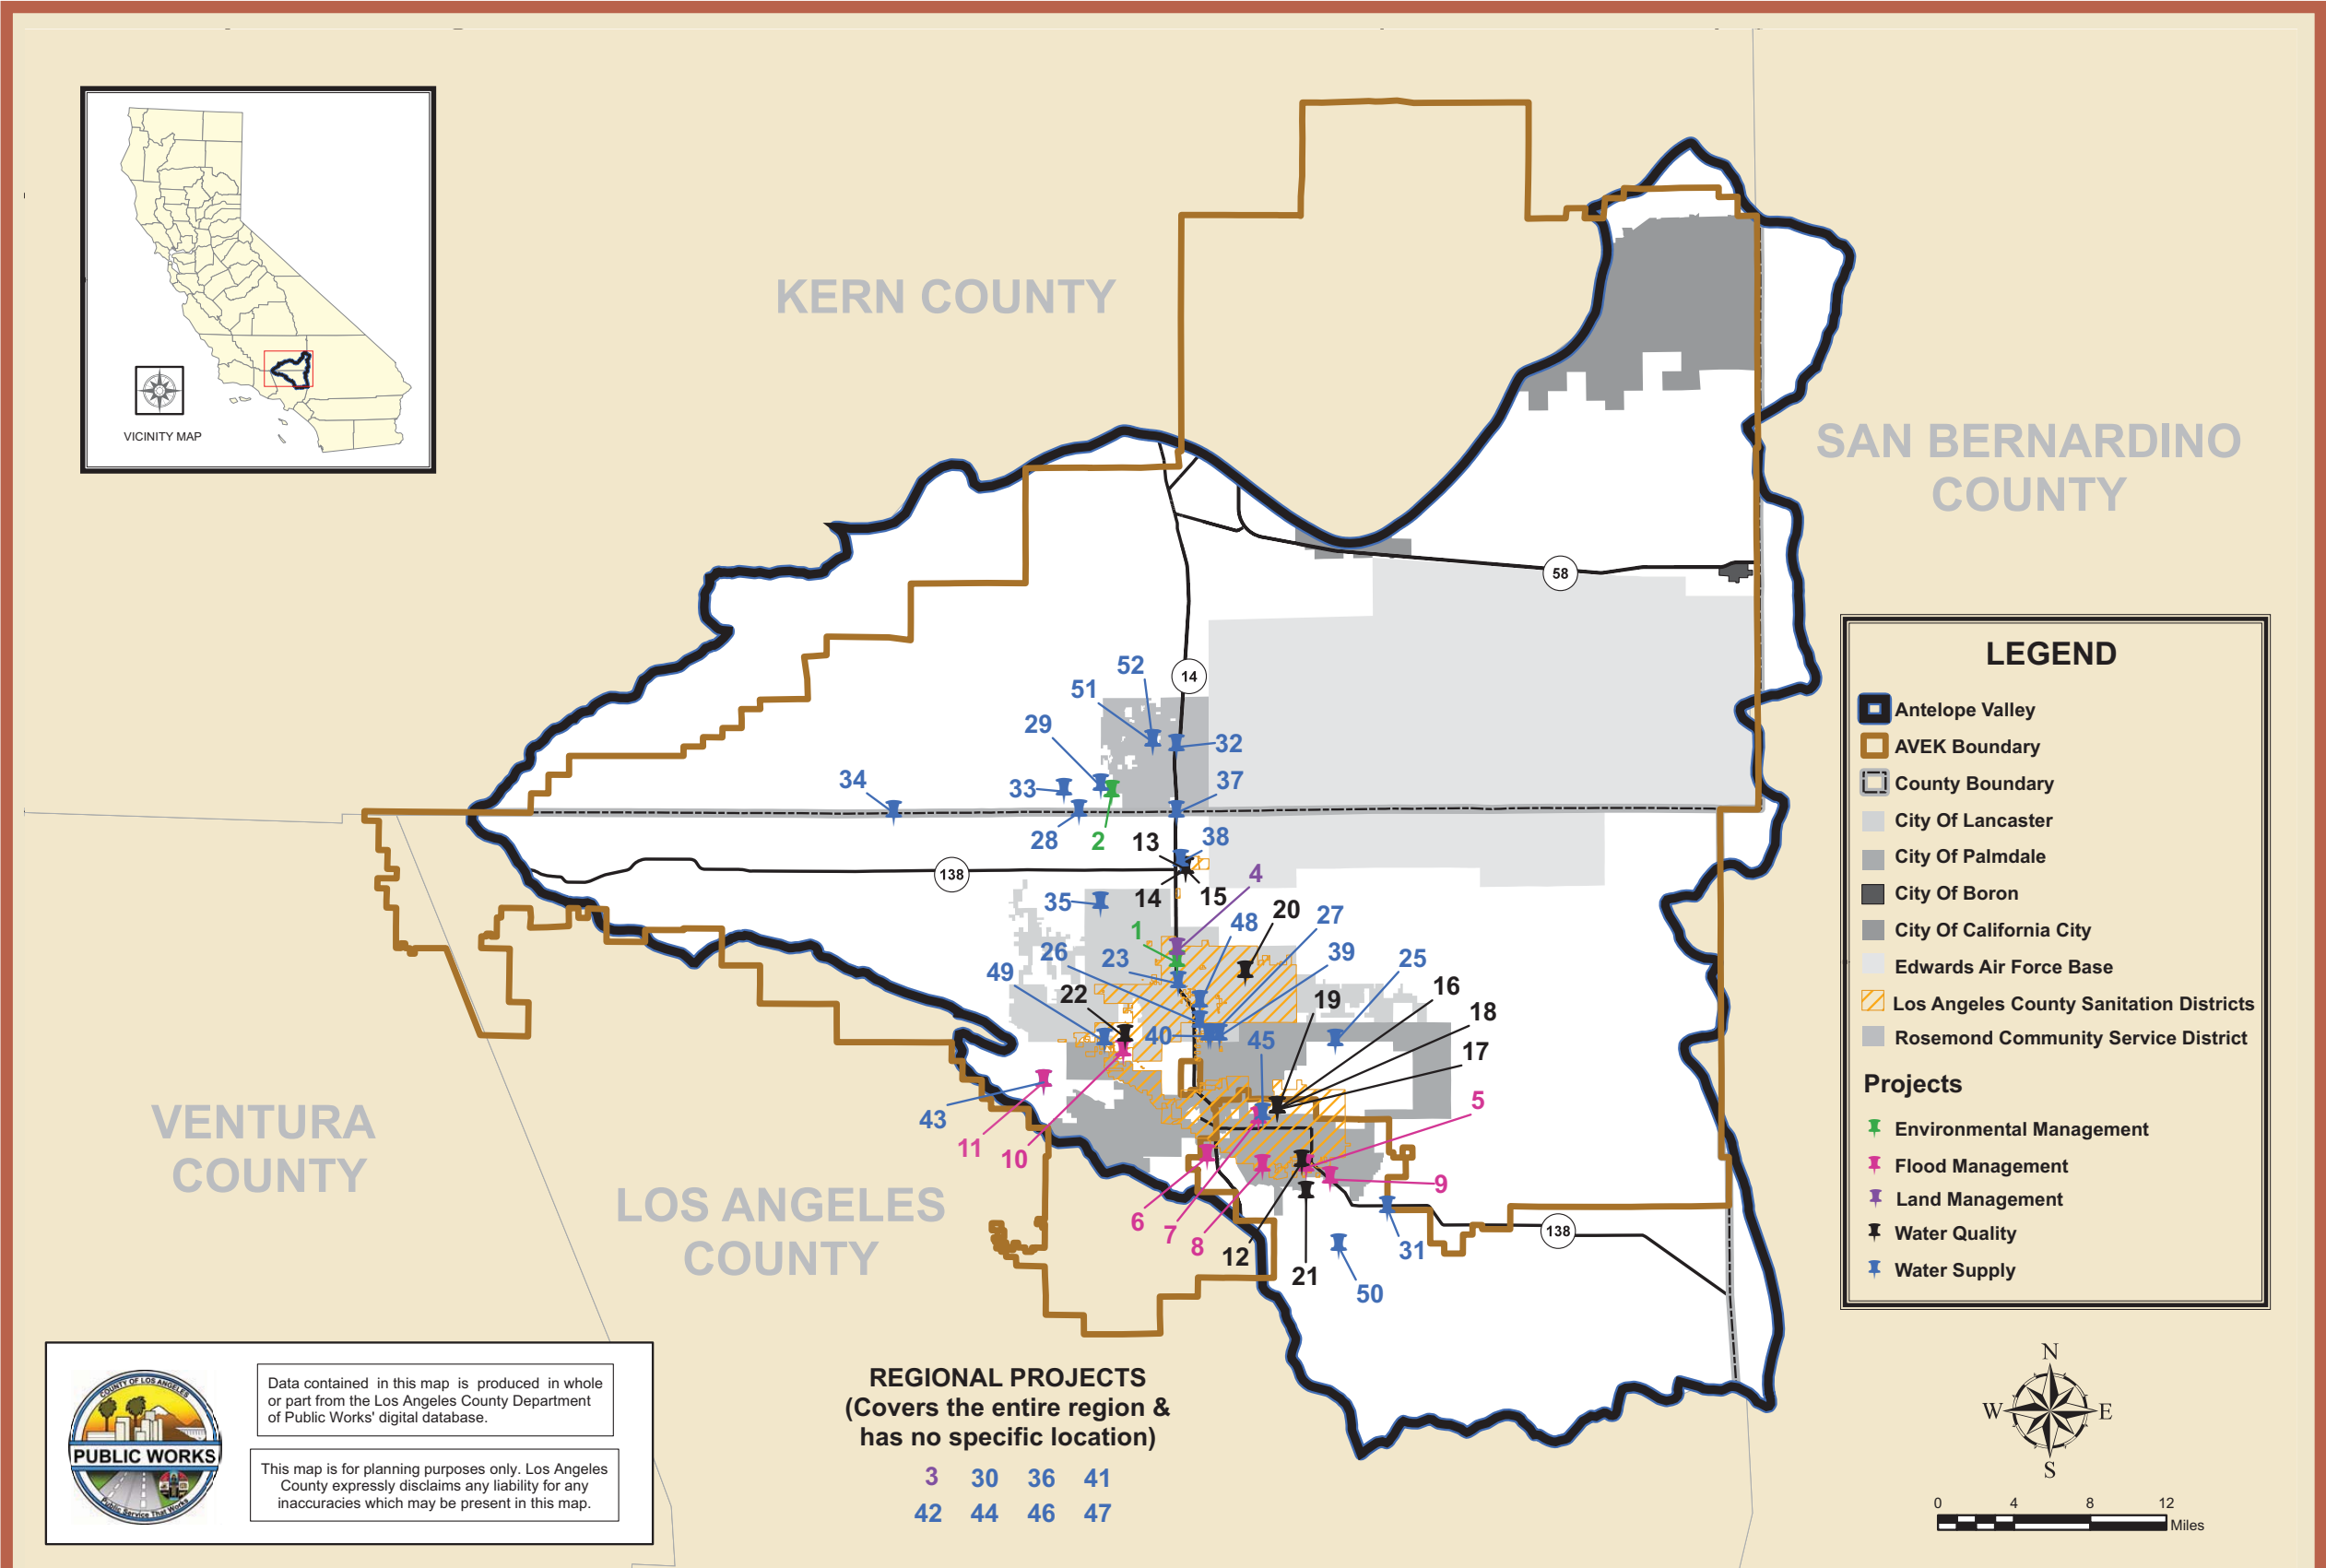 VICINITY MAP
KERN COUNTY
SAN BERNARDINO
COUNTY
VENTURA
COUNTY
LOS ANGELES
COUNTY
58
14
138
138
52
51
29
32
34
33
37
28
2
13
38
14
15
4
35
1
20
48
27
26
23
39
25
49
22
16
19
18
40
45
17
43
5
11
10
9
6
7
8
12
31
21
50
LEGEND
Antelope Valley
AVEK Boundary
County Boundary
City Of Lancaster
City Of Palmdale
City Of Boron
City Of California City
Edwards Air Force Base
Los Angeles County Sanitation Districts
Rosemond Community Service District
Projects
Environmental Management
Flood Management
Land Management
Water Quality
Water Supply
COUNTY OF LOS ANGELES
PUBLIC WORKS
Public Service That Works
Data contained in this map is produced in whole
or part from the Los Angeles County Department
of Public Works' digital database.
This map is for planning purposes only. Los Angeles
County expressly disclaims any liability for any
inaccuracies which may be present in this map.
REGIONAL PROJECTS
(Covers the entire region &
has no specific location)
3 30 36 41
42 44 46 47
N
W E
S
0 4 8 12
Miles